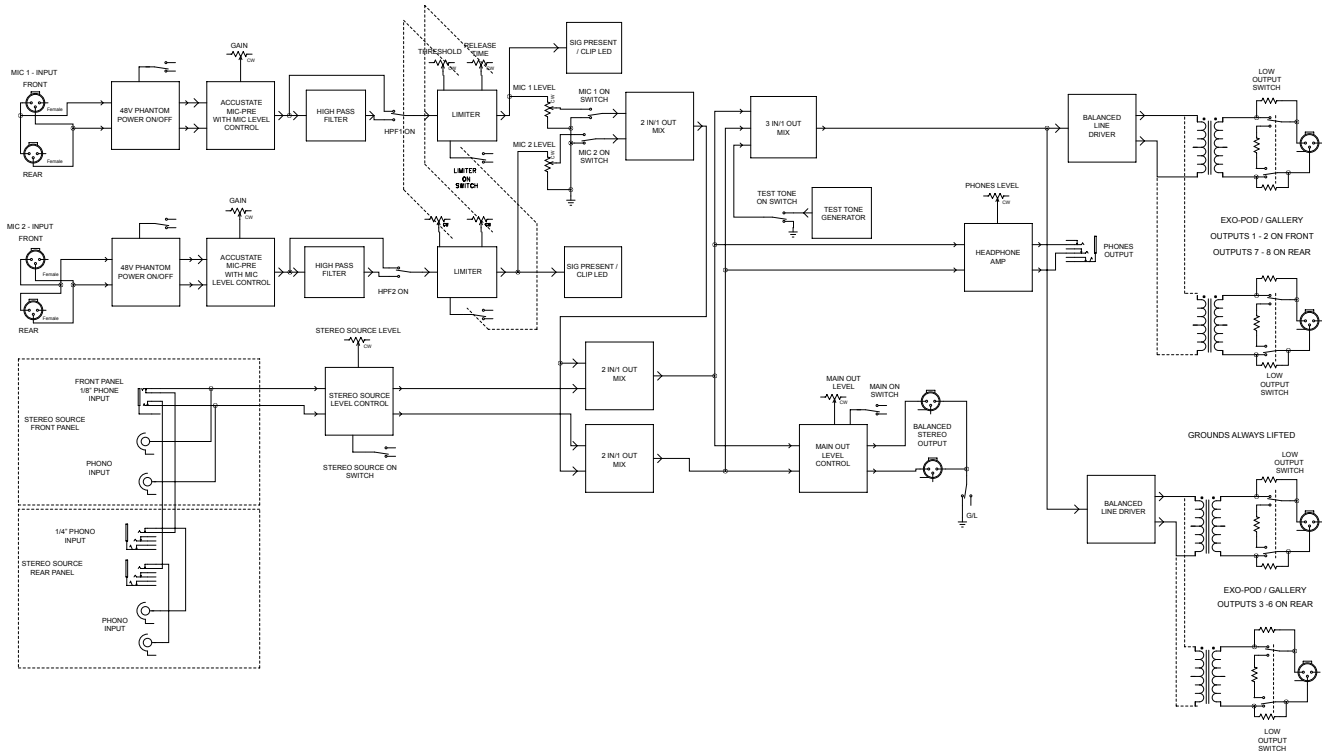 GAIN
CW
THRESHOLD
RELEASE
TIME
CW
CW
SIG PRESENT
/ CLIP LED
MIC 1 - INPUT
FRONT
Female
Female
REAR
48V PHANTOM
POWER ON/OFF
ACCUSTATE
MIC-PRE
WITH MIC LEVEL
CONTROL
HIGH PASS
FILTER
HPF1 ON
LIMITER
LIMITER
ON
SWITCH
MIC 1 LEVEL
CW
MIC 1 ON
SWITCH
MIC 2 LEVEL
CW
MIC 2 ON
SWITCH
2 IN/1 OUT
MIX
3 IN/1 OUT
MIX
TEST TONE
ON SWITCH
TEST TONE
GENERATOR
BALANCED
LINE
DRIVER
LOW
OUTPUT
SWITCH
EXO-POD / GALLERY
OUTPUTS 1 - 2 ON FRONT
OUTPUTS 7 - 8 ON REAR
LOW
OUTPUT
SWITCH
PHONES LEVEL
CW
HEADPHONE
AMP
PHONES
OUTPUT
MIC 2 - INPUT
FRONT
Female
Female
REAR
48V PHANTOM
POWER ON/OFF
GAIN
CW
ACCUSTATE
MIC-PRE
WITH MIC
LEVEL CONTROL
HIGH PASS
FILTER
HPF2 ON
CW
CW
LIMITER
SIG PRESENT /
CLIP LED
FRONT PANEL
1/8" PHONE
INPUT
STEREO SOURCE
FRONT PANEL
PHONO
INPUT
STEREO SOURCE LEVEL
CW
STEREO SOURCE
LEVEL CONTROL
STEREO SOURCE ON
SWITCH
2 IN/1 OUT
MIX
2 IN/1 OUT
MIX
MAIN OUT
LEVEL
CW
MAIN ON
SWITCH
MAIN OUT
LEVEL
CONTROL
BALANCED
STEREO
OUTPUT
G/L
1/4" PHONO
INPUT
STEREO SOURCE
REAR PANEL
PHONO
INPUT
GROUNDS ALWAYS LIFTED
LOW
OUTPUT
SWITCH
BALANCED
LINE DRIVER
EXO-POD / GALLERY
OUTPUTS 3 -6 ON REAR
LOW
OUTPUT
SWITCH